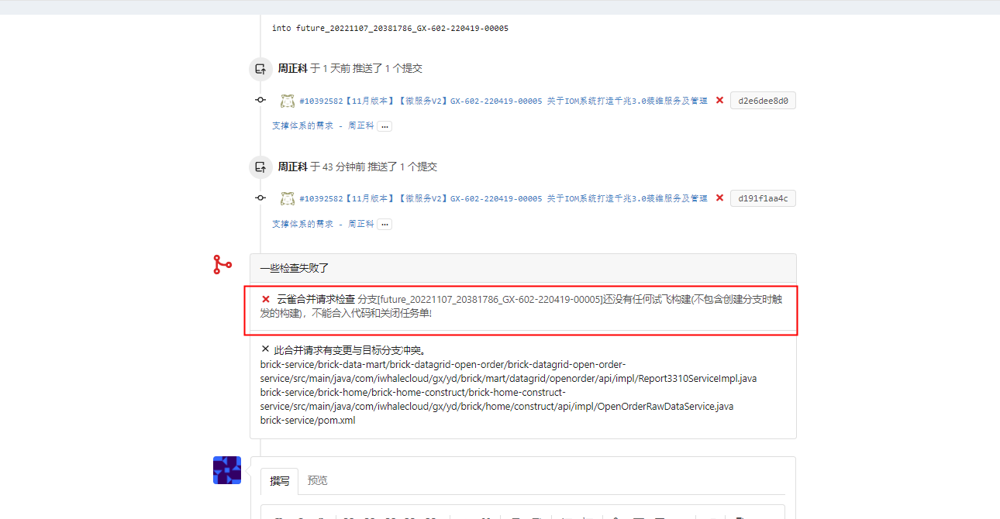 into future_20221107_20381786_GX-602-220419-00005
周正科 于 1 天前 推送了 1 个提交
#10392582【11月版本】【微服务V2】GX-602-220419-00005 关于IOM系统打造千兆3.0装维服务及管理 d2e6dee8d0
支撑体系的需求 - 周正科 ...
周正科 于 43 分钟前 推送了 1 个提交
#10392582【11月版本】【微服务V2】GX-602-220419-00005 关于IOM系统打造千兆3.0装维服务及管理 d191f1aa4c
支撑体系的需求 - 周正科 ...
一些检查失败了
云雀合并请求检查 分支[future_20221107_20381786_GX-602-220419-00005]还没有任何试飞构建(不包含创建分支时触
发的构建)，不能合入代码和关闭任务单!
此合并请求有变更与目标分支冲突。
brick-service/brick-data-mart/brick-datagrid-open-order/brick-datagrid-open-order-
service/src/main/java/com/iwhalecloud/gx/yd/brick/mart/datagrid/openorder/api/impl/Report3310ServiceImpl.java
brick-service/brick-home/brick-home-construct/brick-home-construct-
service/src/main/java/com/iwhalecloud/gx/yd/brick/home/construct/api/impl/OpenOrderRawDataService.java
brick-service/pom.xml
撰写 预览